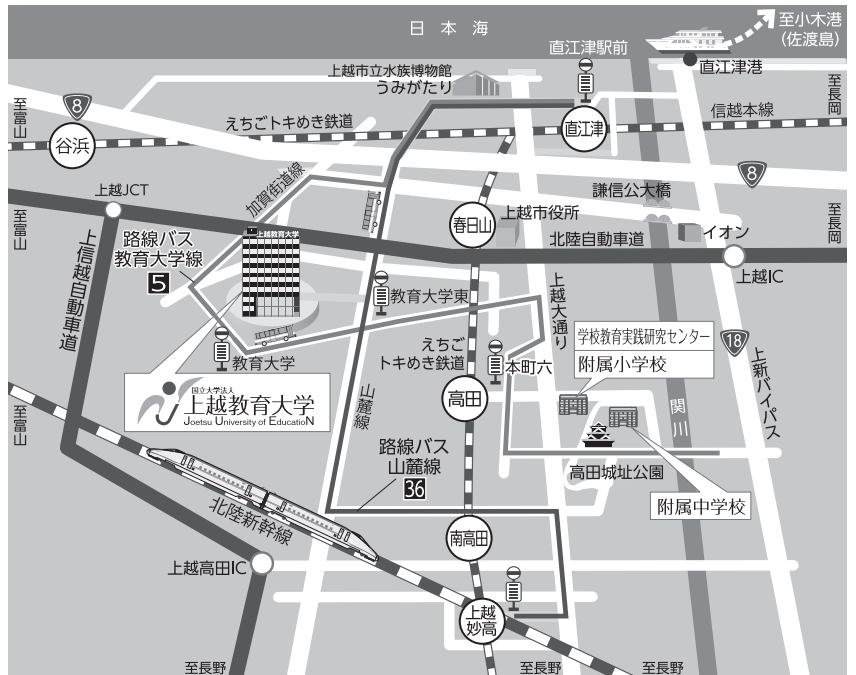 日本海
至小木港
(佐渡島)
直江津駅前
直江津港
上越市立水族博物館
うみがたり
至富山
8
至長岡
えちごトキめき鉄道
直江津
信越本線
谷浜
8
加賀街道線
謙信公大橋
上越JCT
至富山
春日山
上越市役所
至長岡
イオン
北陸自動車道
上越IC
路線バス
教育大学線
5
上越教育大学
上信越自動車道
教育大学東
上越大通り
学校教育実践研究センター
附属小学校
18
上新バイパス
えちご
トキめき鉄道
本町六
教育大学
国立大学法人
上越教育大学
Joetsu University of EducatioN
山麓線
高田
関川
至富山
路線バス
山麓線
36
高田城址公園
附属中学校
北陸新幹線
南高田
上越高田IC
上越
妙高
至長野
至長野
至長野